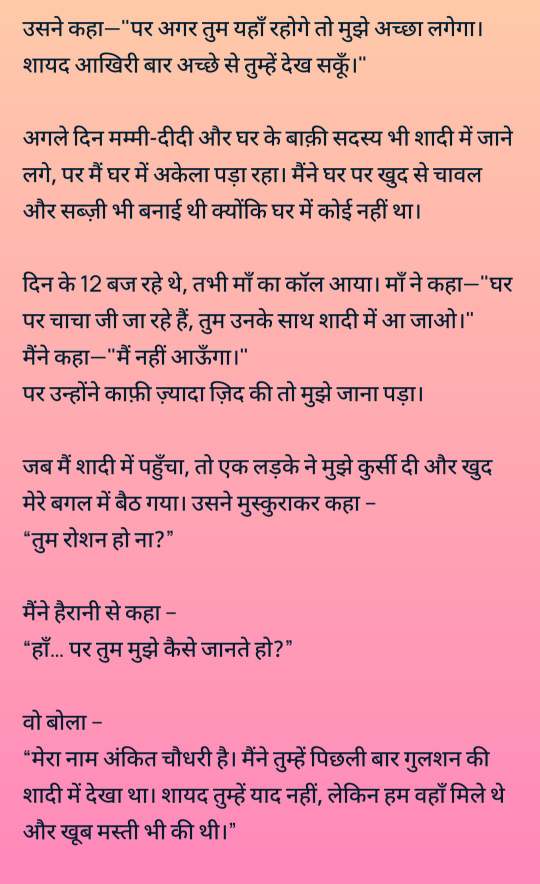 उसने कहा—"पर अगर तुम यहाँ रहोगे तो मुझे अच्छा लगेगा।
शायद आखिरी बार अच्छे से तुम्हें देख सकूँ।"
अगले दिन मम्मी-दीदी और घर के बाक़ी सदस्य भी शादी में जाने
लगे, पर मैं घर में अकेला पड़ा रहा। मैंने घर पर खुद से चावल
और सब्ज़ी भी बनाई थी क्योंकि घर में कोई नहीं था।
दिन के 12 बज रहे थे, तभी माँ का कॉल आया। माँ ने कहा—"घर
पर चाचा जी जा रहे हैं, तुम उनके साथ शादी में आ जाओ।"
मैंने कहा—"मैं नहीं आऊँगा।"
पर उन्होंने काफ़ी ज़्यादा ज़िद की तो मुझे जाना पड़ा।
जब मैं शादी में पहुँचा, तो एक लड़के ने मुझे कुर्सी दी और खुद
मेरे बगल में बैठ गया। उसने मुस्कुराकर कहा –
“तुम रोशन हो ना?”
मैंने हैरानी से कहा –
“हाँ... पर तुम मुझे कैसे जानते हो?”
वो बोला –
“मेरा नाम अंकित चौधरी है। मैंने तुम्हें पिछली बार गुलशन की
शादी में देखा था। शायद तुम्हें याद नहीं, लेकिन हम वहाँ मिले थे
और खूब मस्ती भी की थी।”